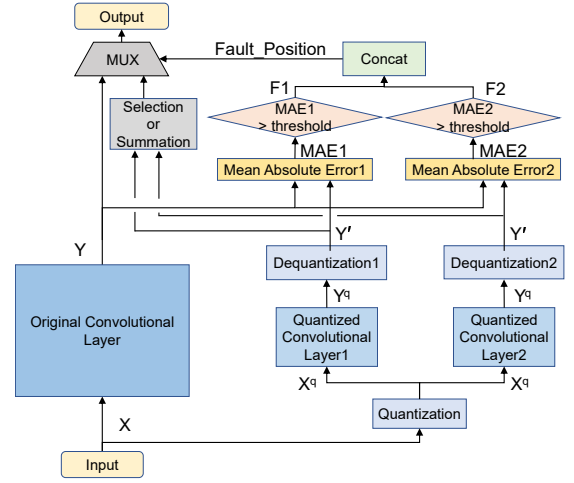 Output
MUX
Fault_Position
Concat
F1
F2
Selection
or
Summation
MAE1
> threshold
MAE2
> threshold
MAE1
MAE2
Mean Absolute Error1
Mean Absolute Error2
Y
Y′
Y′
Dequantization1
Dequantization2
Yq
Yq
Original Convolutional
Layer
Quantized
Convolutional
Layer1
Quantized
Convolutional
Layer2
Xq
Xq
Quantization
X
Input